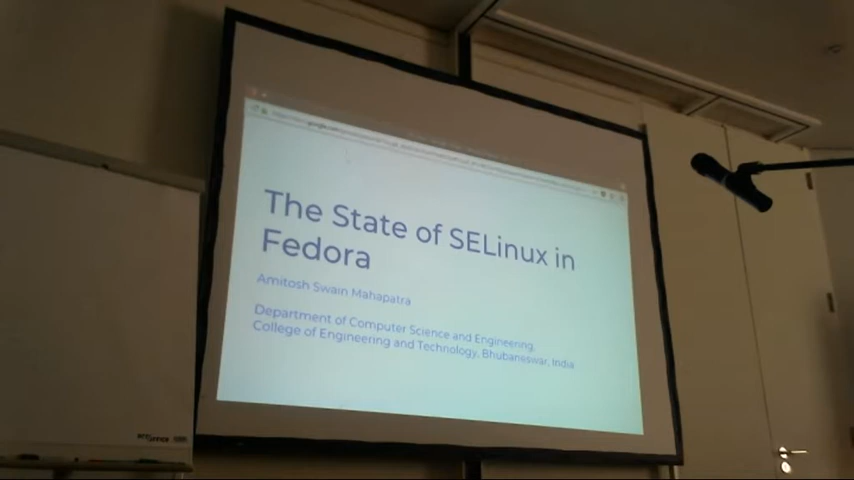 The State of SELinux in
Fedora
Amitosh Swain Mahapatra
Department of Computer Science and Engineering,
College of Engineering and Technology, Bhubaneswar, India